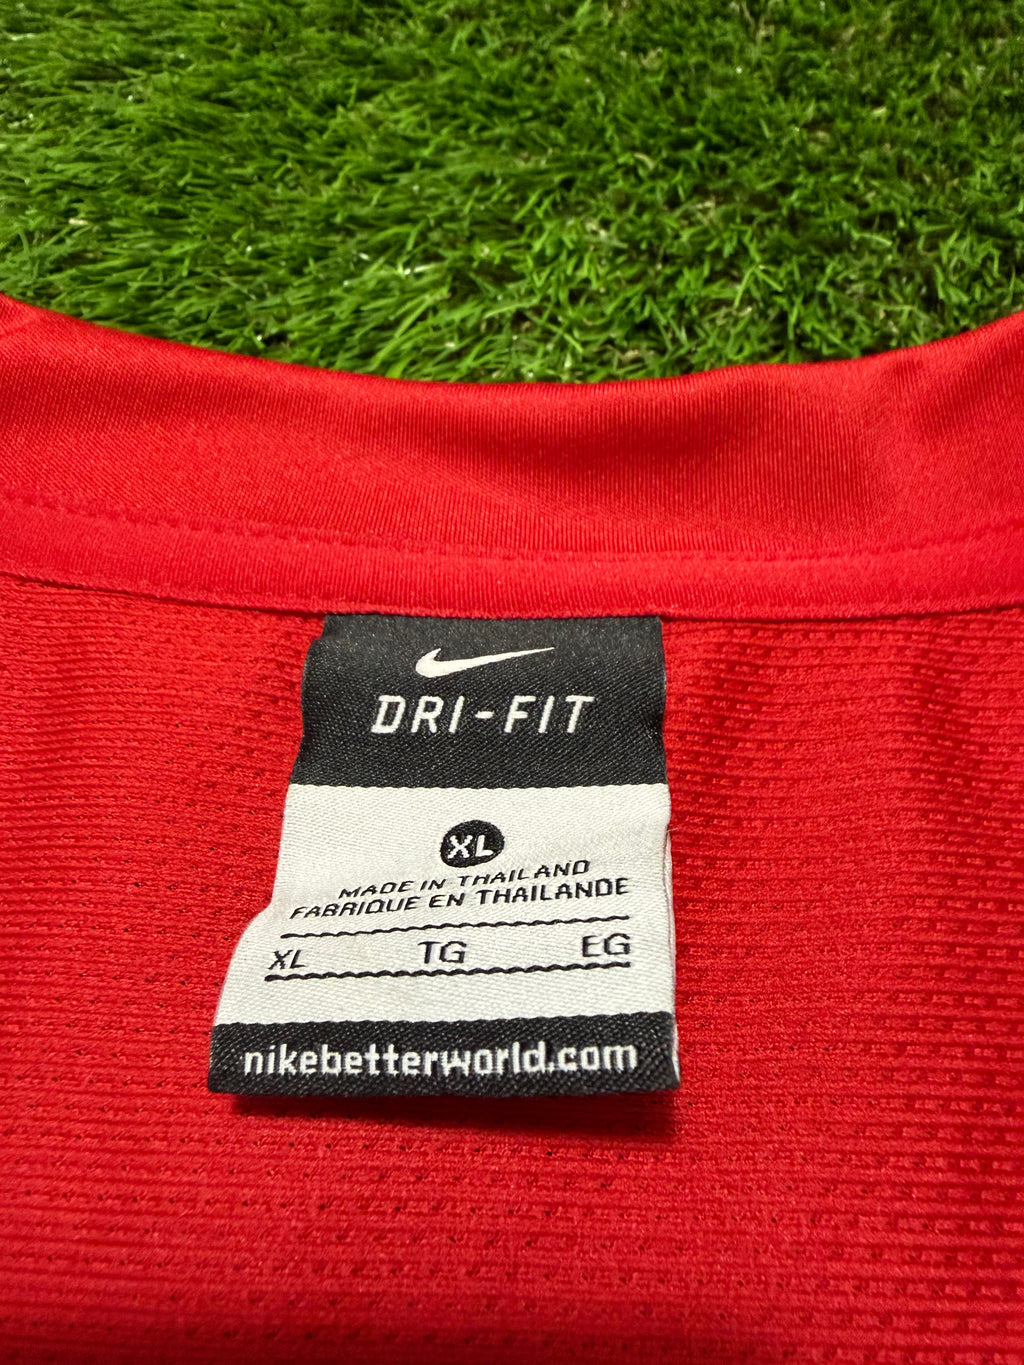 DRI-FIT
XL
MADE IN THAILAND
FABRIQUE EN THAILANDE
XL TG EG
nikebetterworld.com